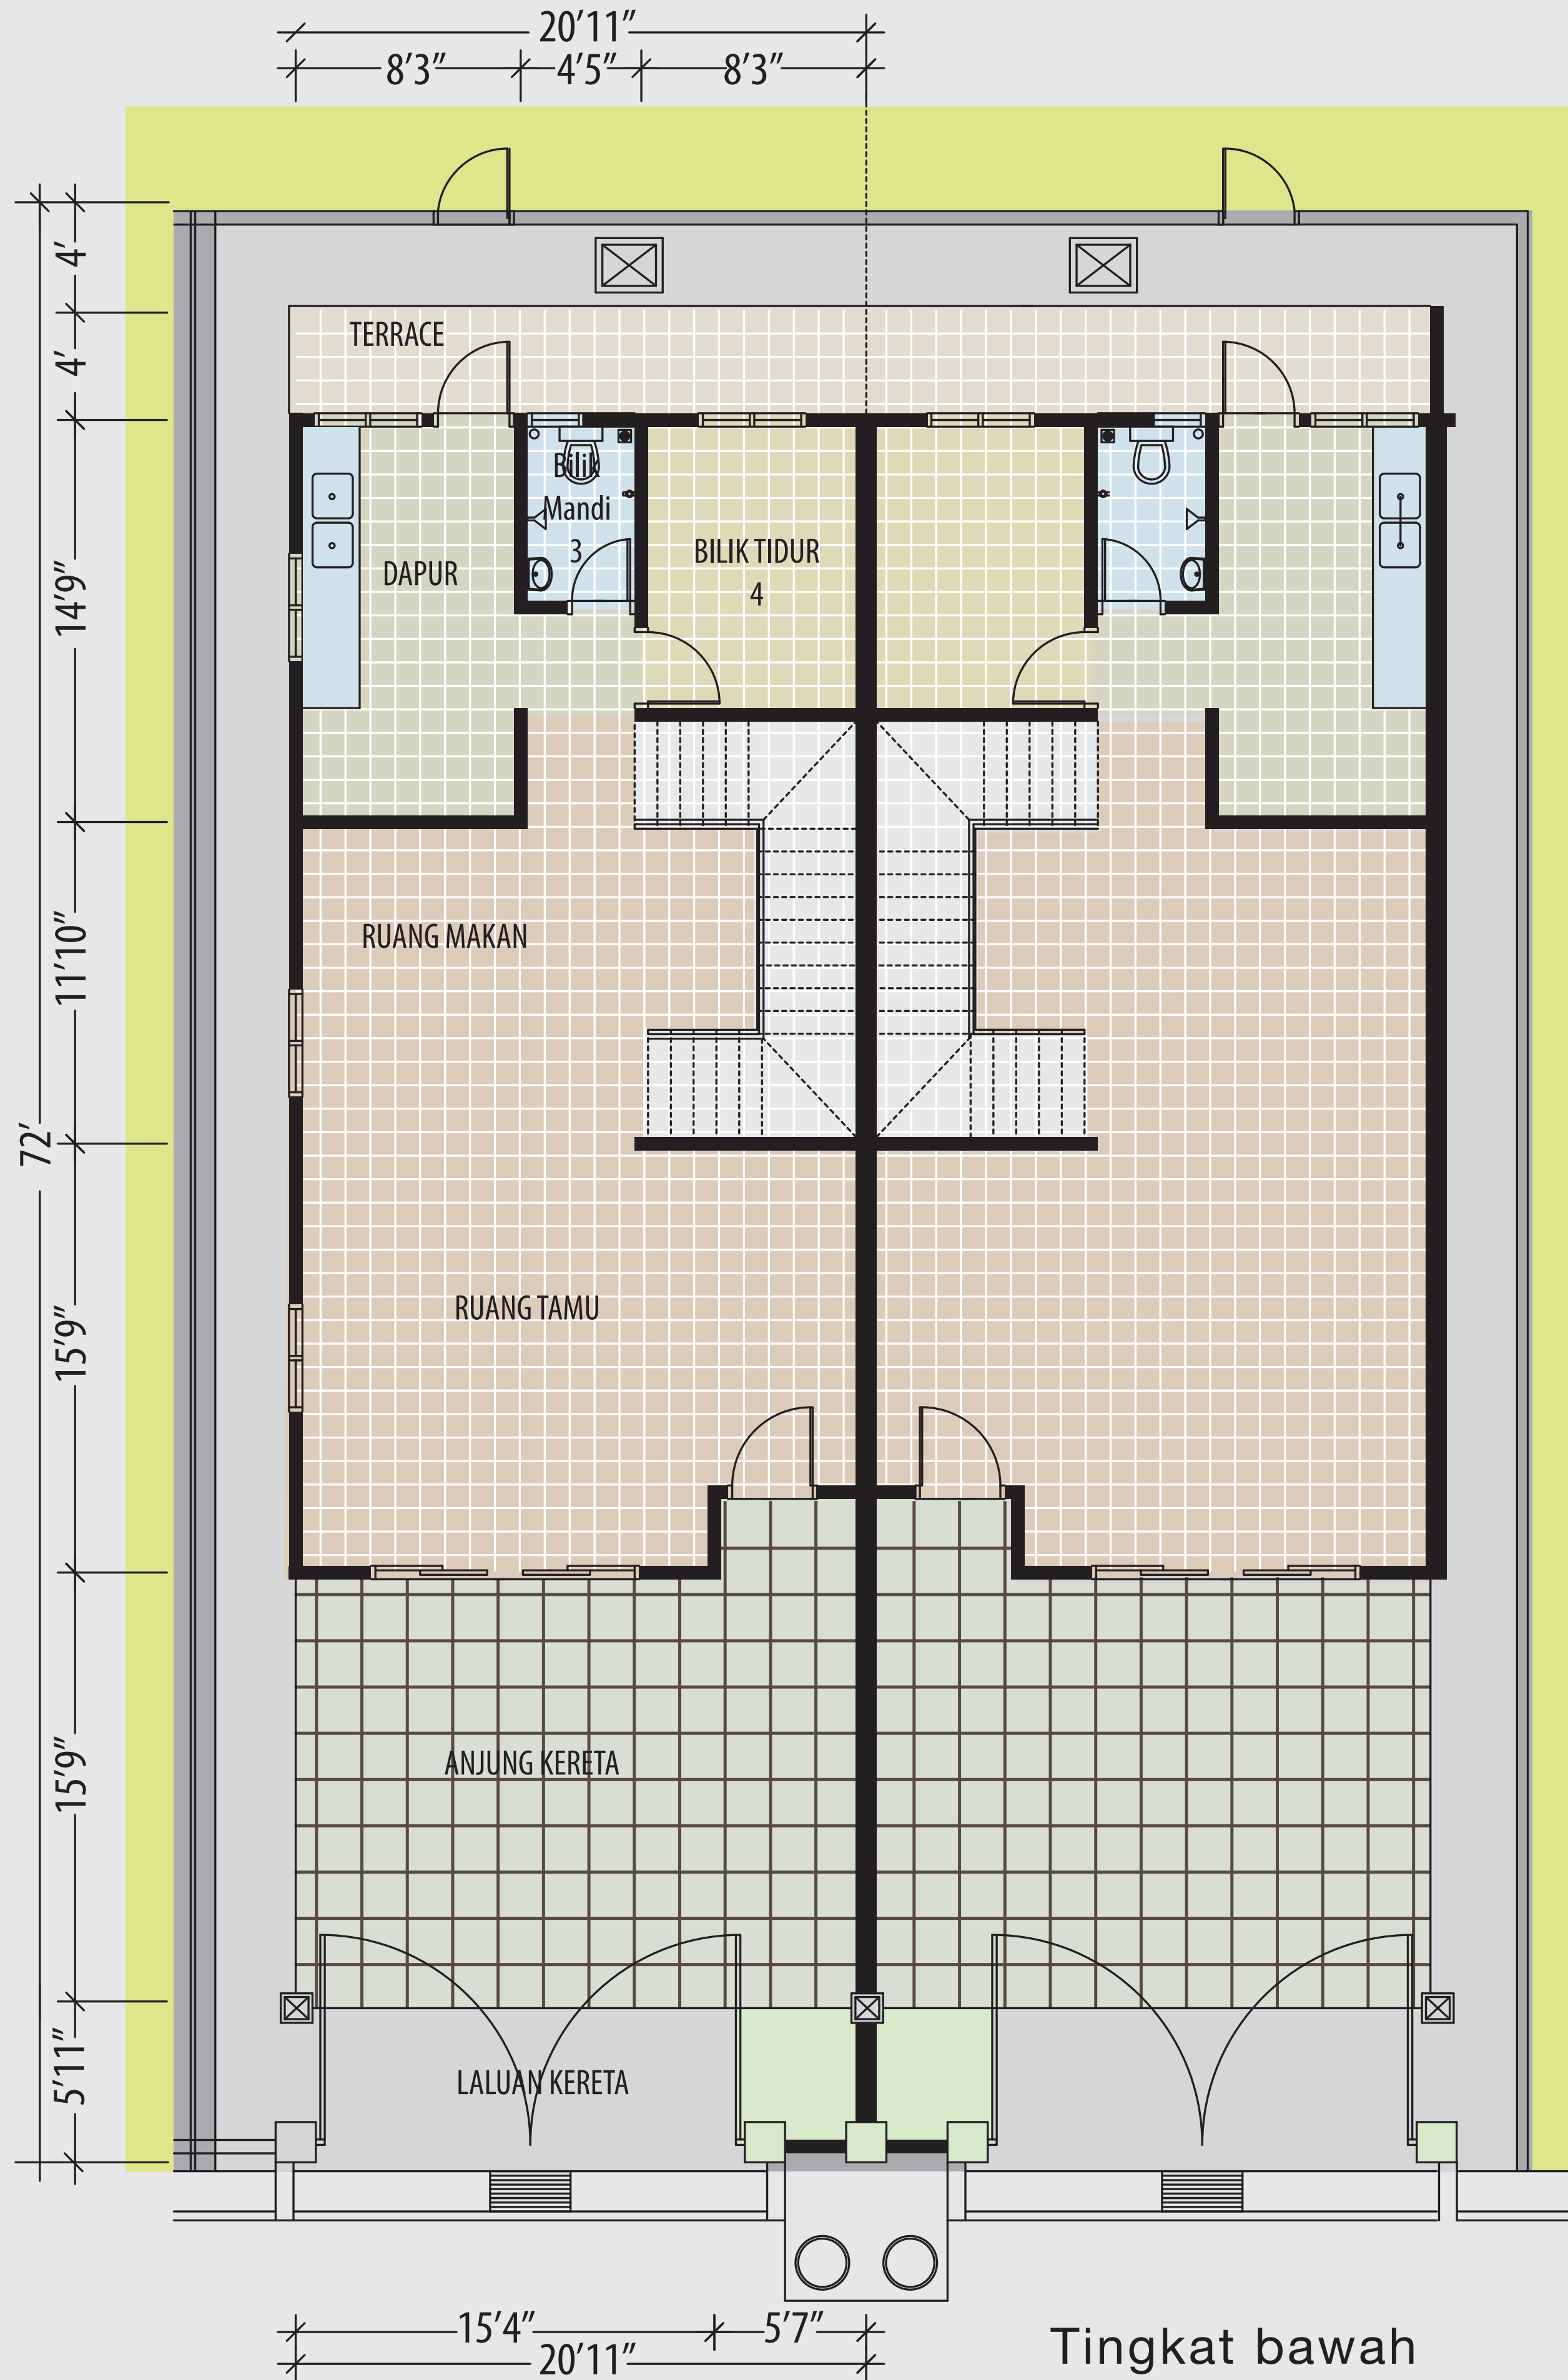 20'11"
8'3" 4'5" 8'3"
4'
TERRACE
4'
Bilik
Mandi
3
BILIK TIDUR
4
DAPUR
14'9"
RUANG MAKAN
11'10"
72'
RUANG TAMU
15'9"
ANJUNG KERETA
15'9"
LALUAN KERETA
5'11"
15'4" 5'7"
20'11"
Tingkat bawah